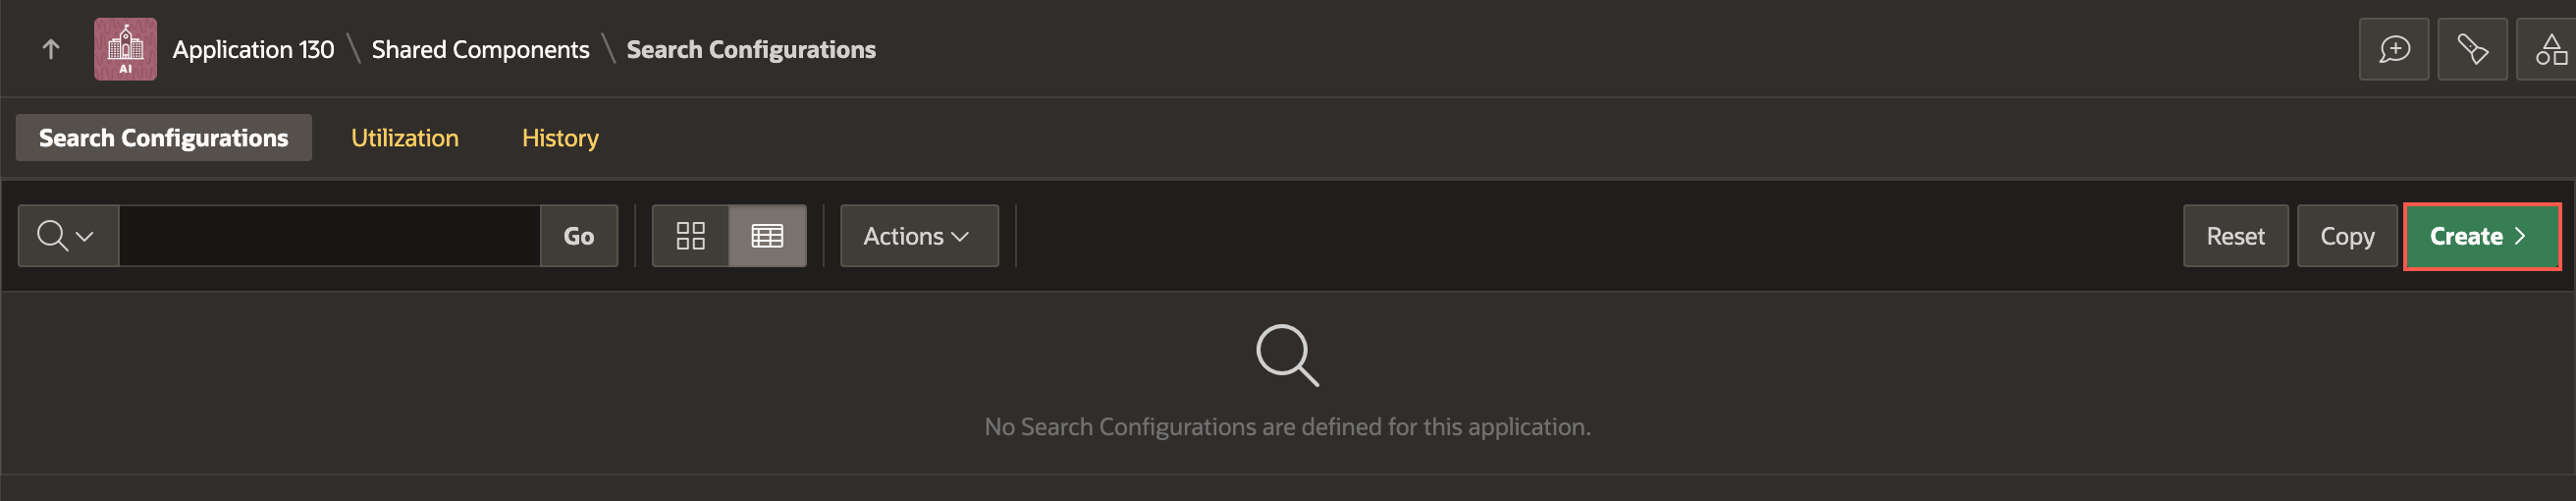 AI
Application 130 \ Shared Components \ Search Configurations
Search Configurations Utilization History
Go Actions Reset Copy Create
No Search Configurations are defined for this application.